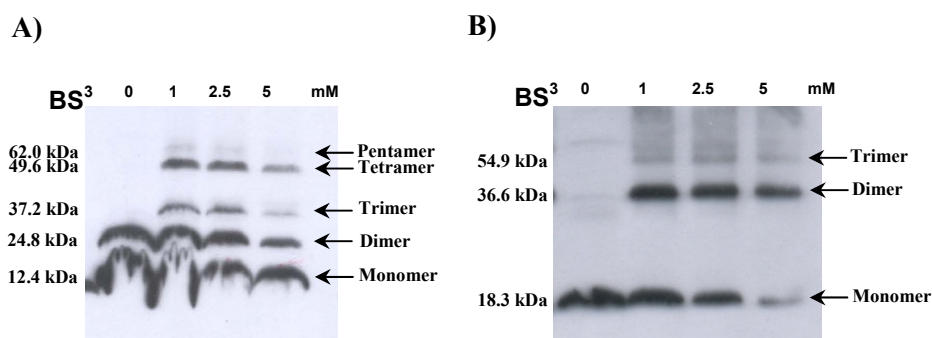 A)
BS3 0 1 2.5 5 mM
62.0 kDa
49.6 kDa
37.2 kDa
24.8 kDa
12.4 kDa
Pentamer
Tetramer
Trimer
Dimer
Monomer
B)
BS3 0 1 2.5 5 mM
54.9 kDa
36.6 kDa
18.3 kDa
Trimer
Dimer
Monomer